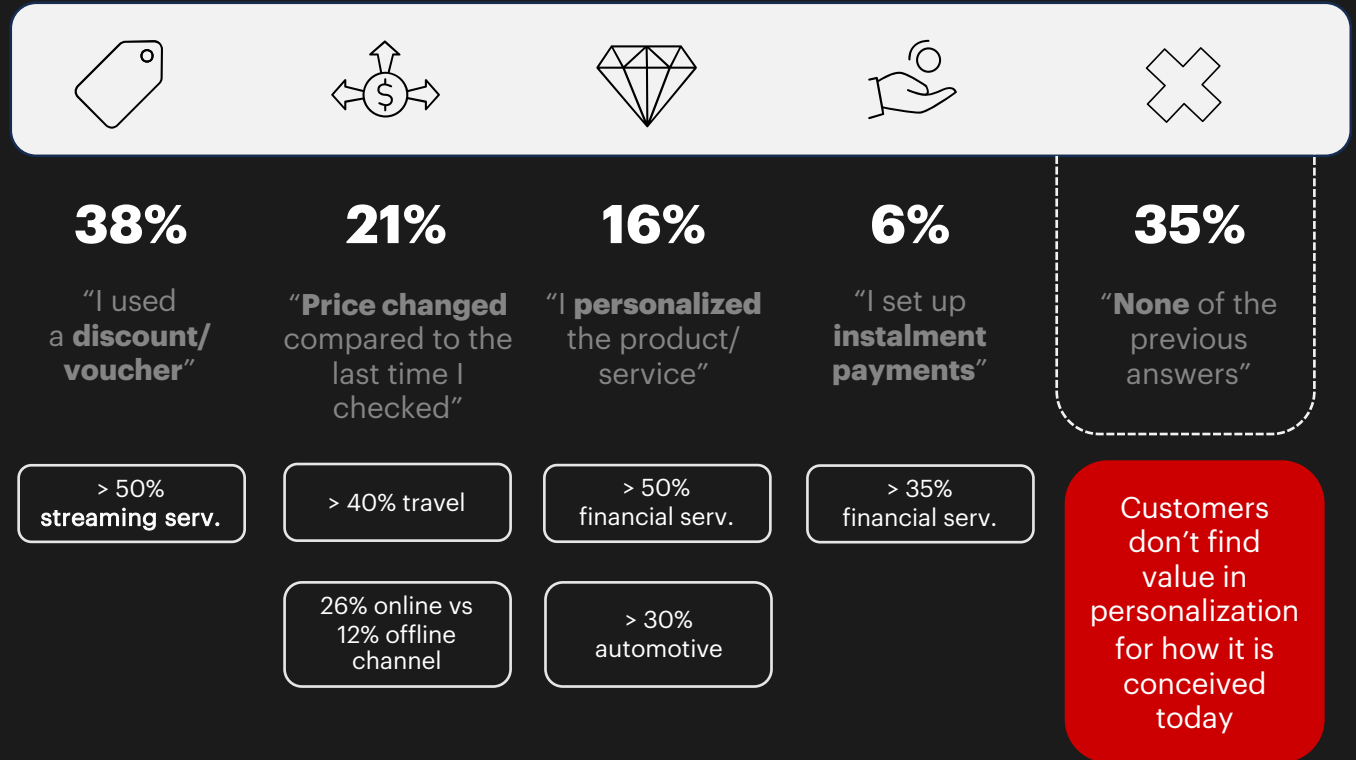 $
38%
“I used
a discount/
voucher”
> 50%
streaming serv.
21%
“Price changed
compared to the
last time I
checked”
> 40% travel
26% online vs
12% offline
channel
16%
“I personalized
the product/
service”
> 50%
financial serv.
> 30%
automotive
6%
“I set up
instalment
payments”
> 35%
financial serv.
35%
“None of the
previous
answers”
Customers
don’t find
value in
personalization
for how it is
conceived
today